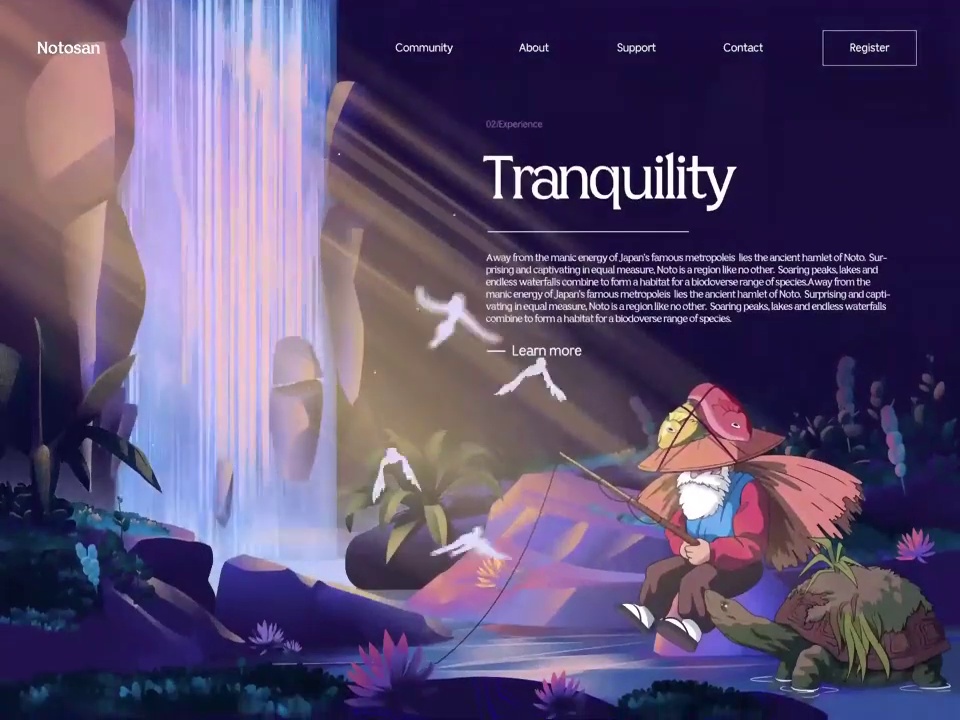 Notosan
Community
About
Support
Contact
Register
02/Experience
Tranquility
Away from the manic energy of Japan's famous metropoleis lies the ancient hamlet of Noto. Sur-
prising and captivating in equal measure, Noto is a region like no other. Soaring peaks, lakes and
endless waterfalls combine to form a habitat for a biodoverse range of species.Away from the
manic energy of Japan's famous metropoleis lies the ancient hamlet of Noto. Surprising and capti-
vating in equal measure, Noto is a region like no other. Soaring peaks, lakes and endless waterfalls
combine to form a habitat for a biodoverse range of species.
Learn more